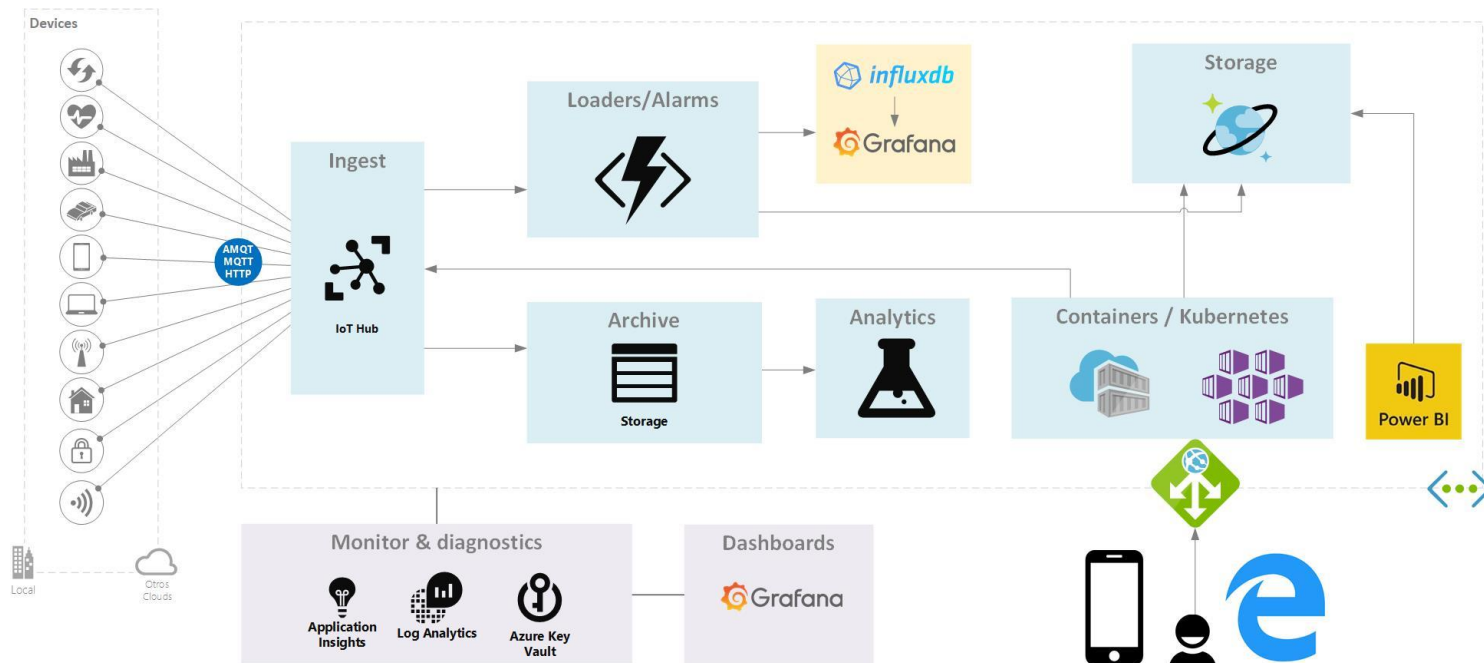 Devices
Local
Otros
Clouds
AMQT
MQTT
HTTP
Ingest
IoT Hub
Loaders/Alarms
influxdb
Grafana
Storage
Archive
Storage
Analytics
Containers / Kubernetes
Power BI
Monitor & diagnostics
Application
Insights
Log Analytics
Azure Key
Vault
Dashboards
Grafana